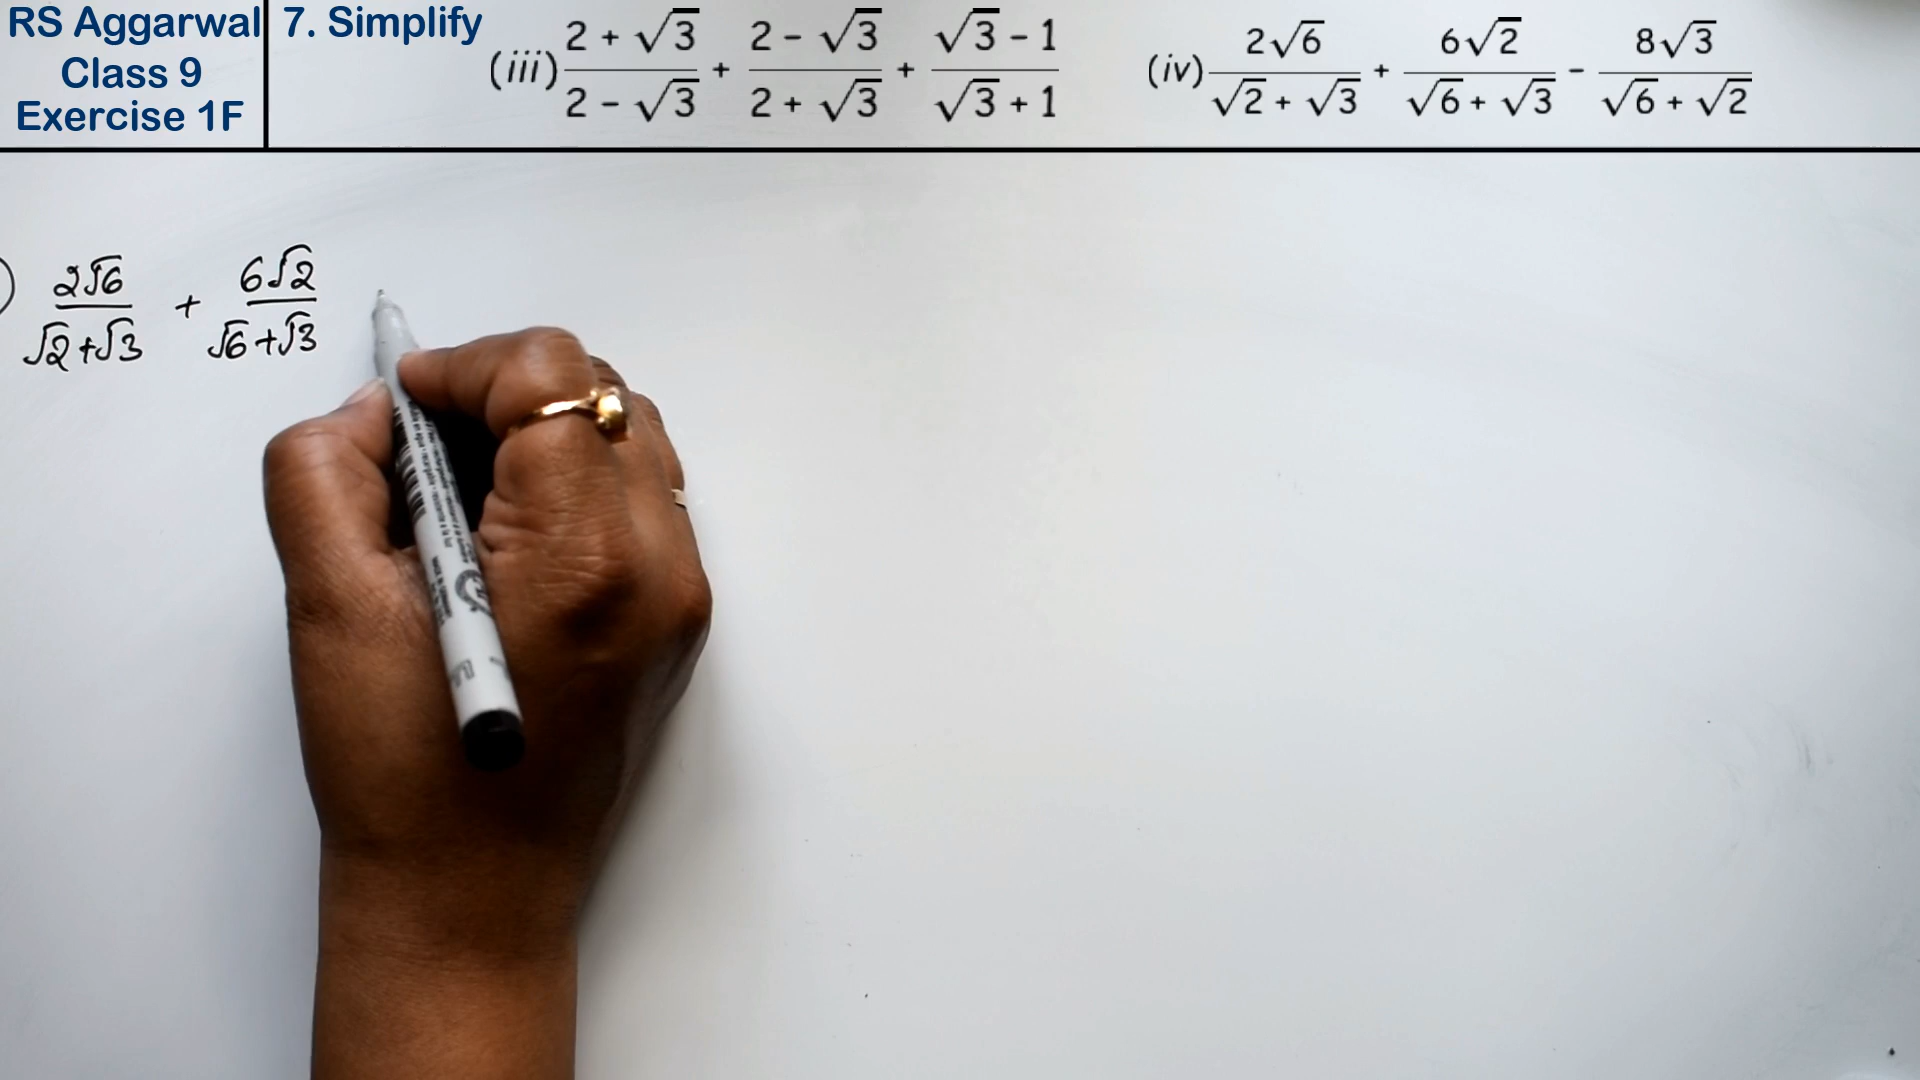 RS Aggarwal
Class 9
Exercise 1F
7. Simplify
(iii) (2 + √3)/(2 - √3) + (2 - √3)/(2 + √3) + (√3 - 1)/(√3 + 1)
(iv) 2√6/(√2 + √3) + 6√2/(√6 + √3) - 8√3/(√6 + √2)
) 2√6/(√2+√3) + 6√2/(√6+√3)